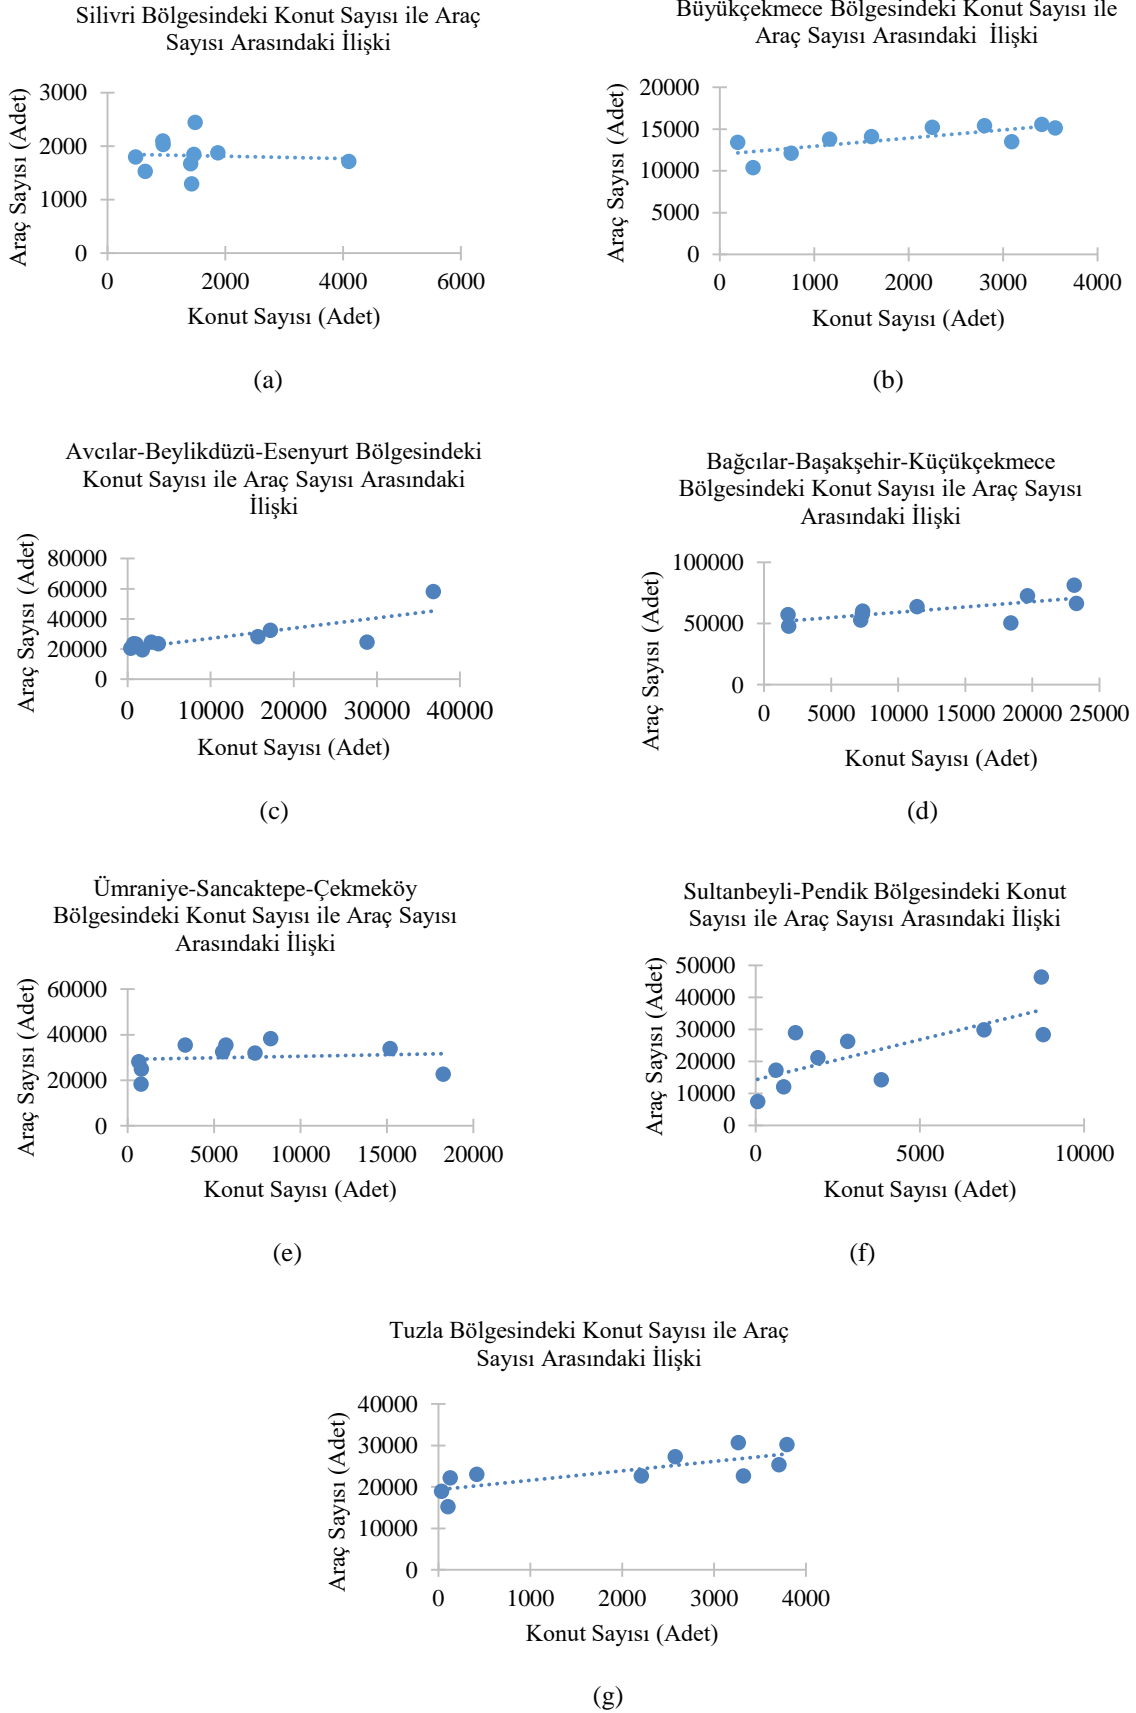 Silivri Bölgesindeki Konut Sayısı ile Araç
Sayısı Arasındaki İlişki
Araç Sayısı (Adet)
3000
2000
1000
0
0 2000 4000 6000
Konut Sayısı (Adet)
(a)
Büyükçekmece Bölgesindeki Konut Sayısı ile
Araç Sayısı Arasındaki İlişki
Araç Sayısı (Adet)
20000
15000
10000
5000
0
0 1000 2000 3000 4000
Konut Sayısı (Adet)
(b)
Avcılar-Beylikdüzü-Esenyurt Bölgesindeki
Konut Sayısı ile Araç Sayısı Arasındaki
İlişki
Araç Sayısı (Adet)
80000
60000
40000
20000
0
0 10000 20000 30000 40000
Konut Sayısı (Adet)
(c)
Bağcılar-Başakşehir-Küçükçekmece
Bölgesindeki Konut Sayısı ile Araç Sayısı
Arasındaki İlişki
Araç Sayısı (Adet)
100000
50000
0
0 5000 10000 15000 20000 25000
Konut Sayısı (Adet)
(d)
Ümraniye-Sancaktepe-Çekmeköy
Bölgesindeki Konut Sayısı ile Araç Sayısı
Arasındaki İlişki
Araç Sayısı (Adet)
60000
40000
20000
0
0 5000 10000 15000 20000
Konut Sayısı (Adet)
(e)
Sultanbeyli-Pendik Bölgesindeki Konut
Sayısı ile Araç Sayısı Arasındaki İlişki
Araç Sayısı (Adet)
50000
40000
30000
20000
10000
0
0 5000 10000
Konut Sayısı (Adet)
(f)
Tuzla Bölgesindeki Konut Sayısı ile Araç
Sayısı Arasındaki İlişki
Araç Sayısı (Adet)
40000
30000
20000
10000
0
0 1000 2000 3000 4000
Konut Sayısı (Adet)
(g)